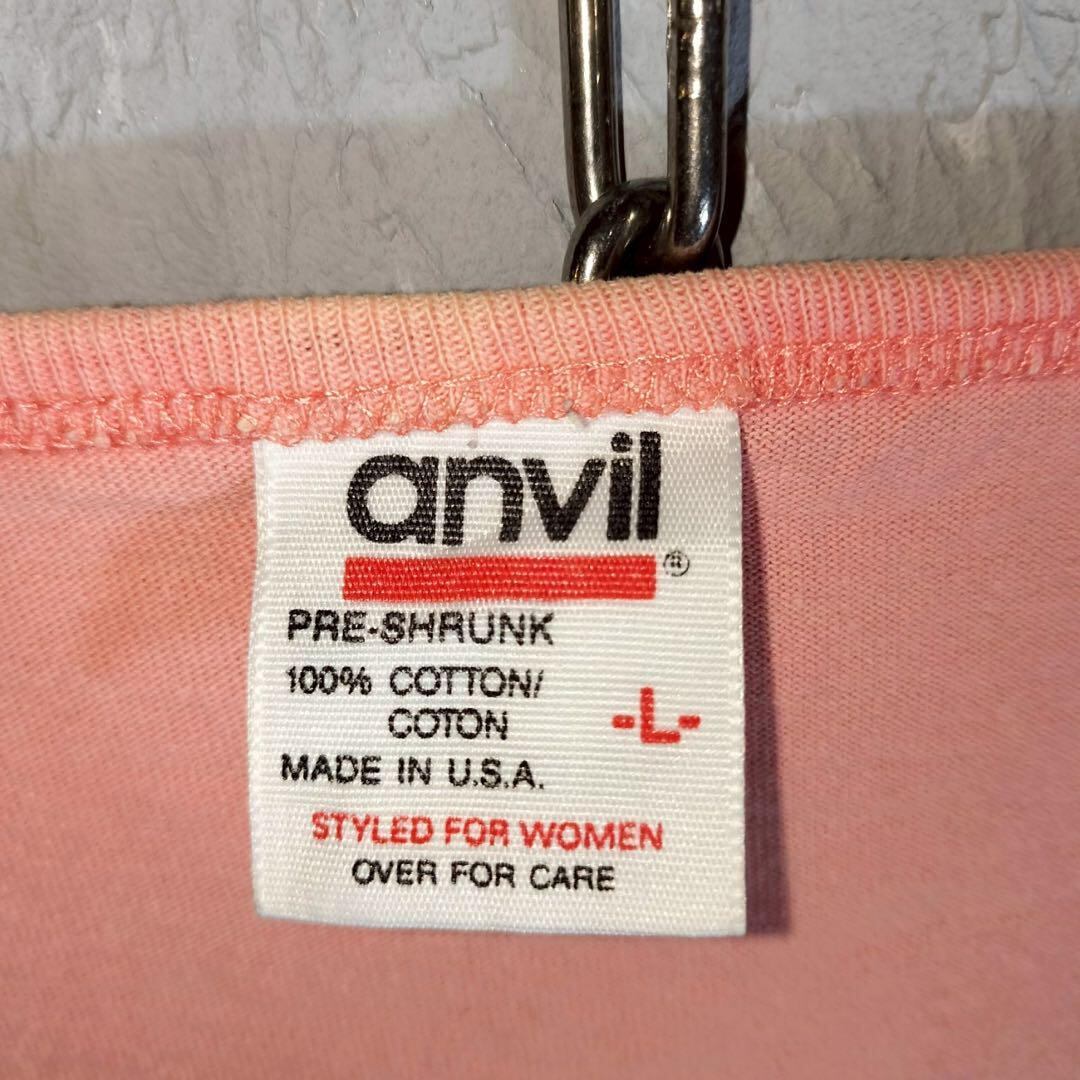 anvil®
PRE-SHRUNK
100% COTTON/
COTON
-L-
MADE IN U.S.A.
STYLED FOR WOMEN
OVER FOR CARE